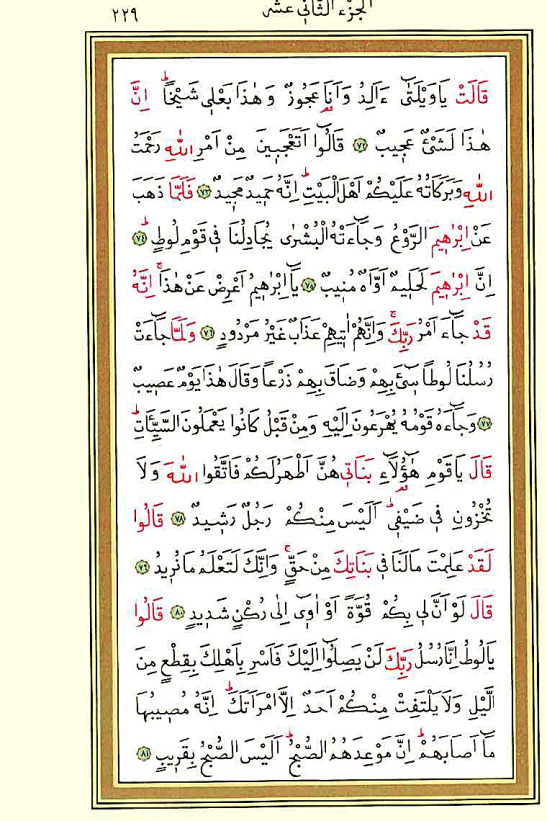 الجزء الثاني عشر ٢٢٩
قَالَتْ يَاوَيْلَتٰٓى ءَاَلِدُ وَاَنَا۬ عَجُوزٌ وَهٰذَا بَعْلٖي شَيْخًاۜ اِنَّ
هٰذَا لَشَيْءٌ عَجٖيبٌ ﴿٧٢﴾ قَالُٓوا اَتَعْجَبٖينَ مِنْ اَمْرِ اللّٰهِ رَحْمَتُ
اللّٰهِ وَبَرَكَاتُهُ عَلَيْكُمْ اَهْلَ الْبَيْتِۜ اِنَّهُ حَمٖيدٌ مَجٖيدٌ ﴿٧٣﴾ فَلَمَّا ذَهَبَ
عَنْ اِبْرٰهٖيمَ الرَّوْعُ وَجَٓاءَتْهُ الْبُشْرٰى يُجَادِلُنَا فٖي قَوْمِ لُوطٍۜ ﴿٧٤﴾
اِنَّ اِبْرٰهٖيمَ لَحَلٖيمٌ اَوَّاهٌ مُنٖيبٌ ﴿٧٥﴾ يَٓا اِبْرٰهٖيمُ اَعْرِضْ عَنْ هٰذَاۚ اِنَّهُ
قَدْ جَٓاءَ اَمْرُ رَبِّكَۚ وَاِنَّهُمْ اٰتٖيهِمْ عَذَابٌ غَيْرُ مَرْدُودٍ ﴿٧٦﴾ وَلَمَّا جَٓاءَتْ
رُسُلُنَا لُوطًا سٖٓيءَ بِهِمْ وَضَاقَ بِهِمْ ذَرْعًا وَقَالَ هٰذَا يَوْمٌ عَصٖيبٌ
﴿٧٧﴾ وَجَٓاءَهُ قَوْمُهُ يُهْرَعُونَ اِلَيْهِ وَمِنْ قَبْلُ كَانُوا يَعْمَلُونَ السَّيِّـَٔاتِۜ
قَالَ يَاقَوْمِ هٰٓؤُ۬لَٓاءِ بَنَاتٖي هُنَّ اَطْهَرُ لَكُمْ فَاتَّقُوا اللّٰهَ وَلَا
تُخْزُونِ فٖي ضَيْفٖيۜ اَلَيْسَ مِنْكُمْ رَجُلٌ رَشٖيدٌ ﴿٧٨﴾ قَالُوا
لَقَدْ عَلِمْتَ مَا لَنَا فٖي بَنَاتِكَ مِنْ حَقٍّۚ وَاِنَّكَ لَتَعْلَمُ مَا نُرٖيدُ ﴿٧٩﴾
قَالَ لَوْ اَنَّ لٖي بِكُمْ قُوَّةً اَوْ اٰوٖٓي اِلٰى رُكْنٍ شَدٖيدٍ ﴿٨٠﴾ قَالُوا
يَالُوطُ اِنَّا رُسُلُ رَبِّكَ لَنْ يَصِلُٓوا اِلَيْكَ فَاَسْرِ بِاَهْلِكَ بِقِطْعٍ مِنَ
الَّيْلِ وَلَا يَلْتَفِتْ مِنْكُمْ اَحَدٌ اِلَّا امْرَاَتَكَۜ اِنَّهُ مُصٖيبُهَا
مَٓا اَصَابَهُمْۜ اِنَّ مَوْعِدَهُمُ الصُّبْحُۜ اَلَيْسَ الصُّبْحُ بِقَرٖيبٍ ﴿٨١﴾